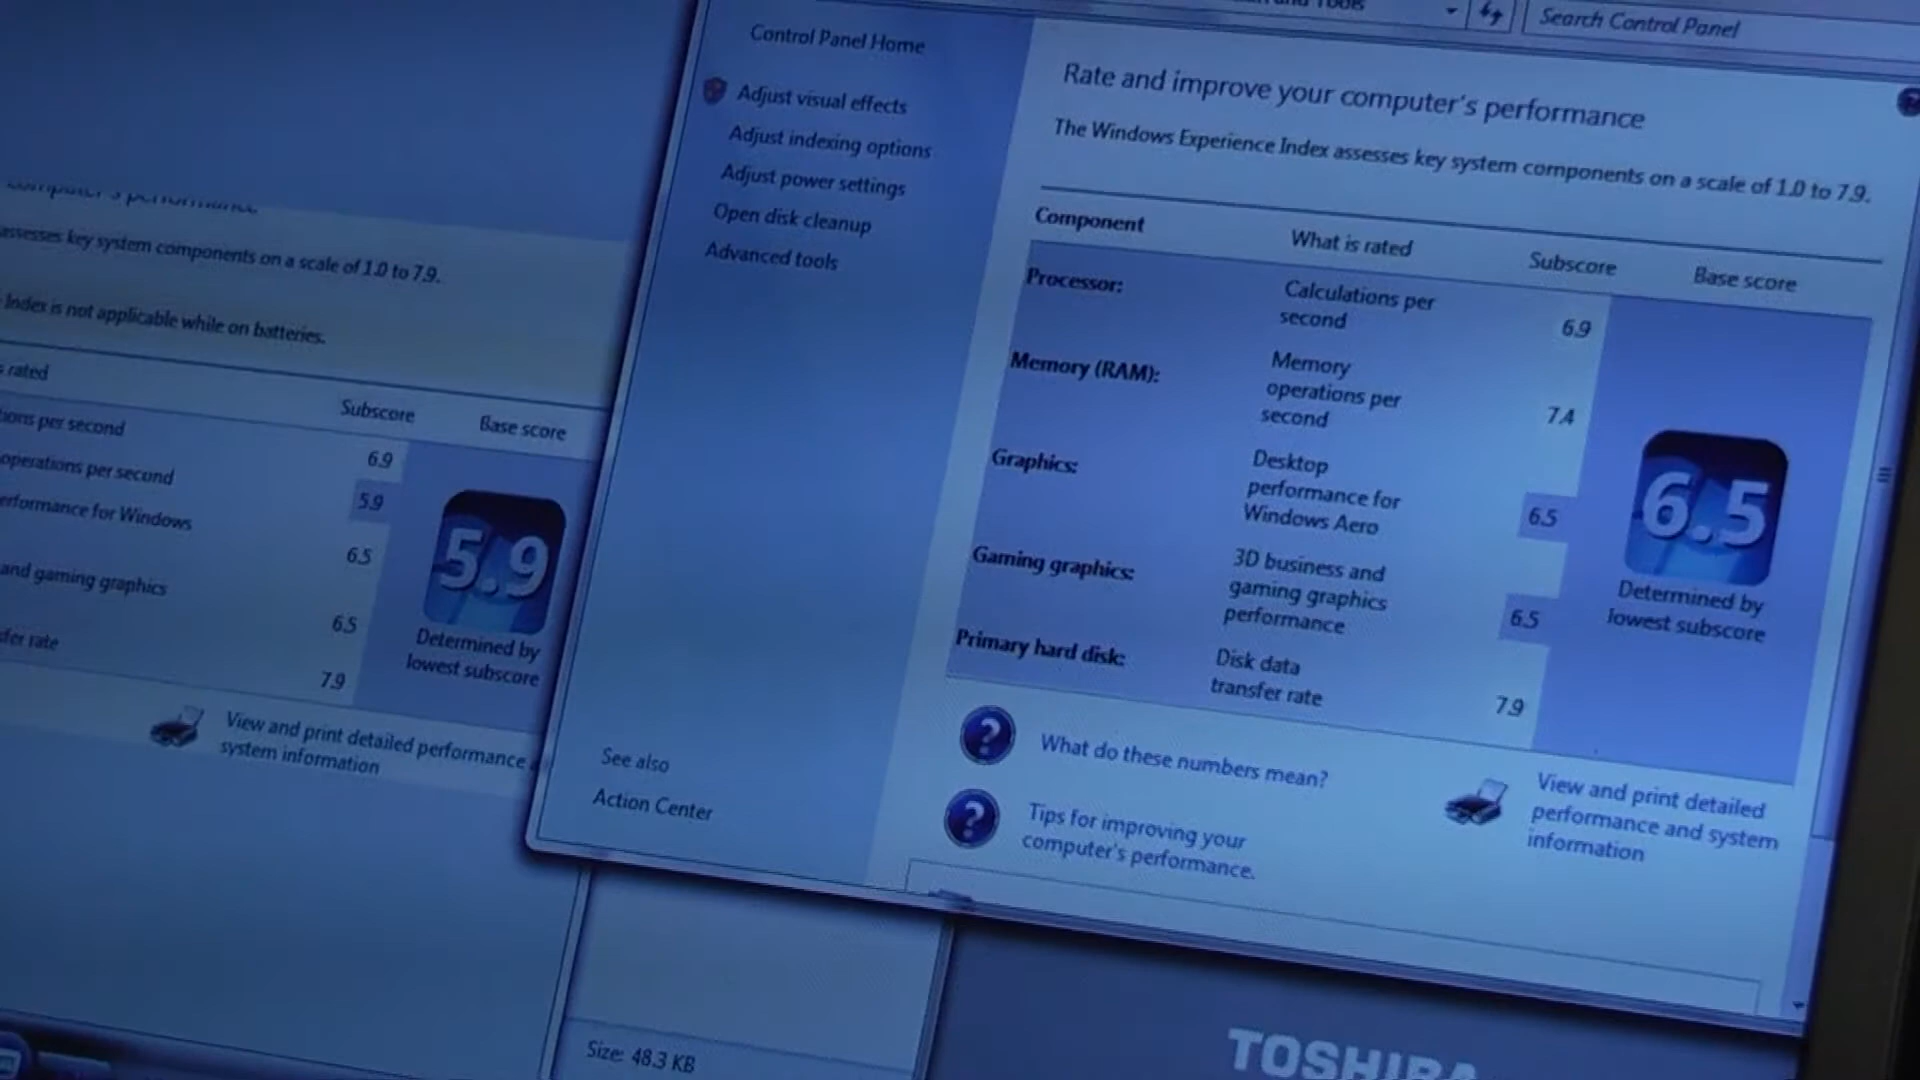 and Tools
Search Control Panel
Control Panel Home
Adjust visual effects
Adjust indexing options
Adjust power settings
Open disk cleanup
Advanced tools
See also
Action Center
Rate and improve your computer's performance
The Windows Experience Index assesses key system components on a scale of 1.0 to 7.9.
Component What is rated Subscore Base score
Processor: Calculations per
second
6.9
Memory (RAM): Memory
operations per
second
7.4
Graphics: Desktop
performance for
Windows Aero
6.5
Gaming graphics: 3D business and
gaming graphics
performance
6.5
Primary hard disk: Disk data
transfer rate
7.9
6.5
Determined by
lowest subscore
What do these numbers mean?
Tips for improving your
computer's performance.
View and print detailed
performance and system
information
computer's performance
assesses key system components on a scale of 1.0 to 7.9.
Index is not applicable while on batteries.
rated
Subscore Base score
ions per second 6.9
operations per second 5.9
erformance for Windows
6.5
and gaming graphics
6.5
sfer rate
7.9
5.9
Determined by
lowest subscore
View and print detailed performance
system information
Size: 48.3 KB
TOSHIBA